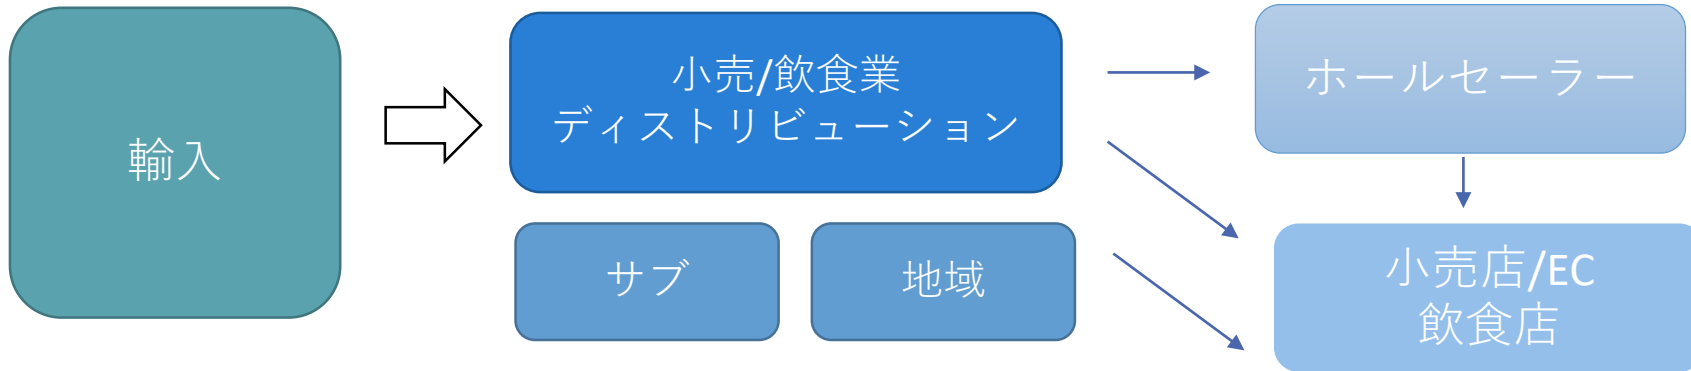 輸入
小売/飲食業
ディストリビューション
サブ
地域
ホールセーラー
小売店/EC
飲食店